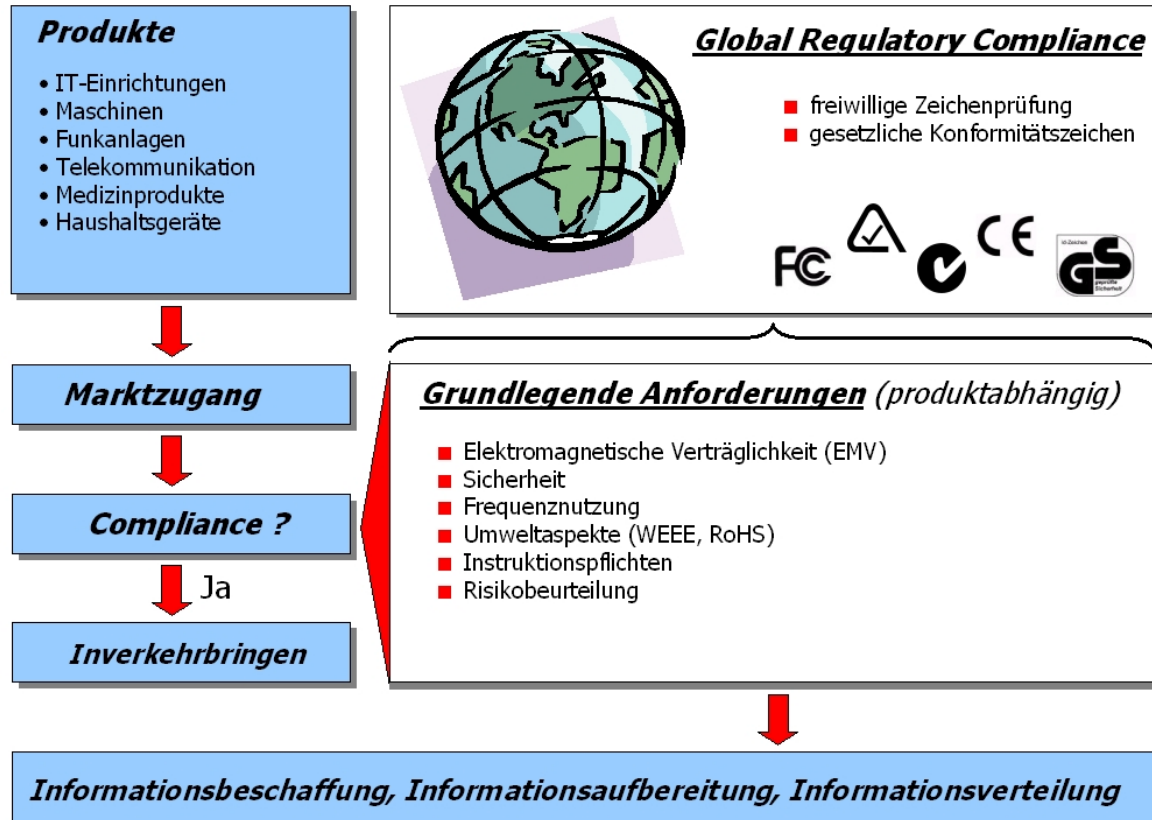 Produkte
• IT-Einrichtungen
• Maschinen
• Funkanlagen
• Telekommunikation
• Medizinprodukte
• Haushaltsgeräte
Global Regulatory Compliance
■ freiwillige Zeichenprüfung
■ gesetzliche Konformitätszeichen
FC
CE
GS
geprüfte
Sicherheit
Marktzugang
Compliance ?
Ja
Inverkehrbringen
Grundlegende Anforderungen (produktabhängig)
■ Elektromagnetische Verträglichkeit (EMV)
■ Sicherheit
■ Frequenznutzung
■ Umweltaspekte (WEEE, RoHS)
■ Instruktionspflichten
■ Risikobeurteilung
Informationsbeschaffung, Informationsaufbereitung, Informationsverteilung